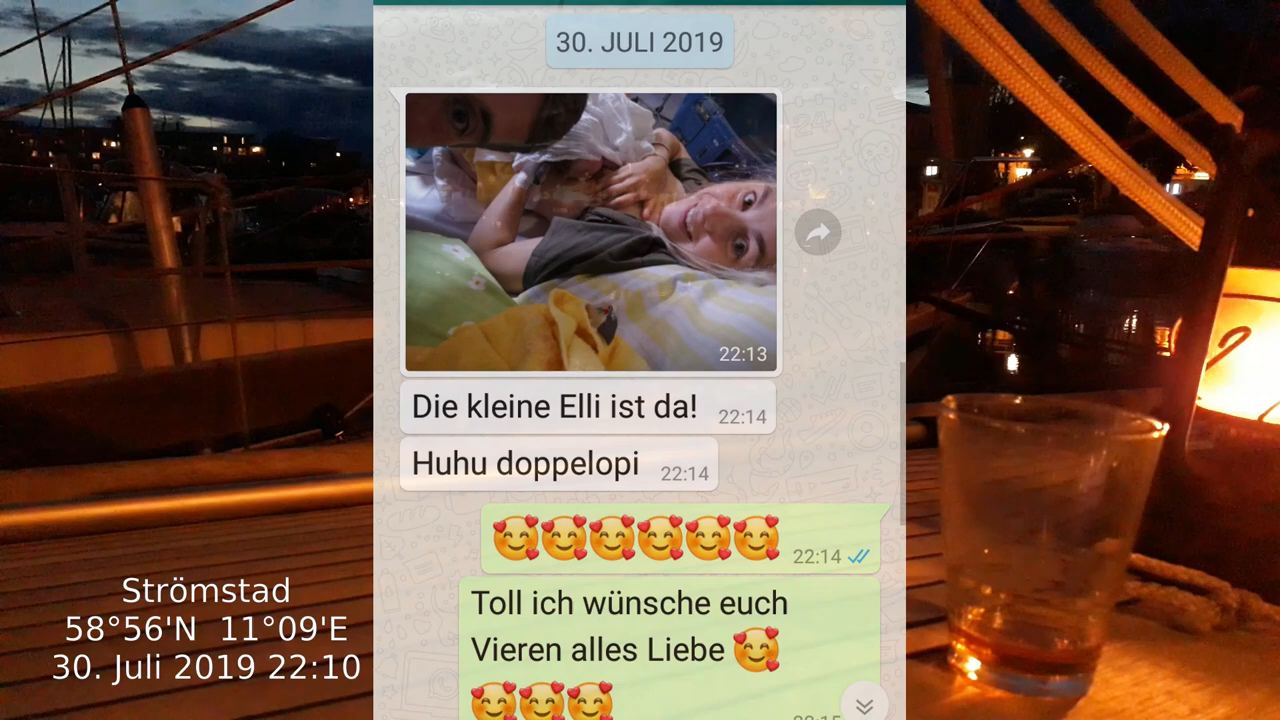 30. JULI 2019
22:13
Die kleine Elli ist da! 22:14
Huhu doppelopi 22:14
🥰🥰🥰🥰🥰🥰 22:14
Toll ich wünsche euch
Vieren alles Liebe 🥰
🥰🥰🥰
Strömstad
58°56'N 11°09'E
30. Juli 2019 22:10